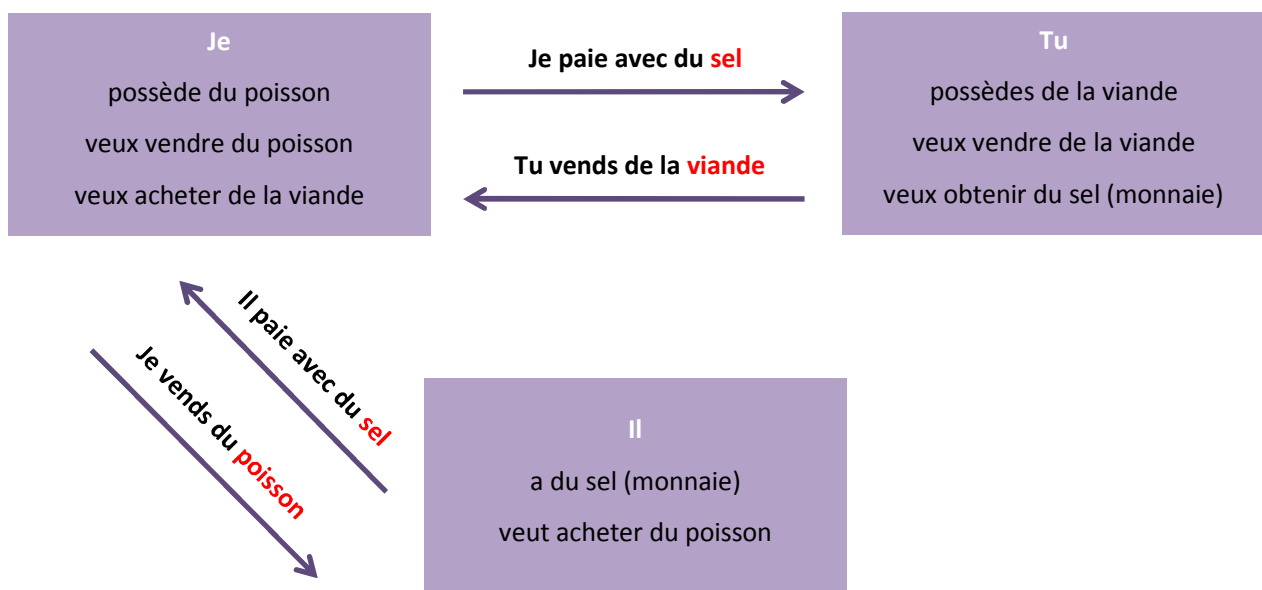 Je
possède du poisson
veux vendre du poisson
veux acheter de la viande
Je paie avec du sel
Tu vends de la viande
Tu
possèdes de la viande
veux vendre de la viande
veux obtenir du sel (monnaie)
Il paie avec du sel
Je vends du poisson
Il
a du sel (monnaie)
veut acheter du poisson